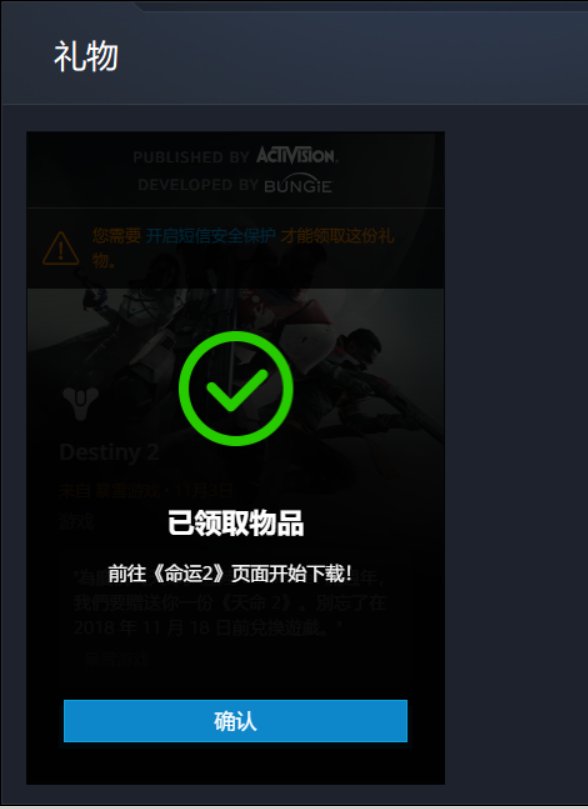 礼物
PUBLISHED BY ACTIVISION.
DEVELOPED BY BUNGIE
您需要 开启短信安全保护 才能领取这份礼
物。
Destiny 2
来自 暴雪游戏 · 11月3日
游戏
已领取物品
前往《命运2》页面开始下载!
我們要贈送你一份《天命 2》。別忘了在
2018 年 11 月 18 日前兌換遊戲。"
暴雪游戏
确认